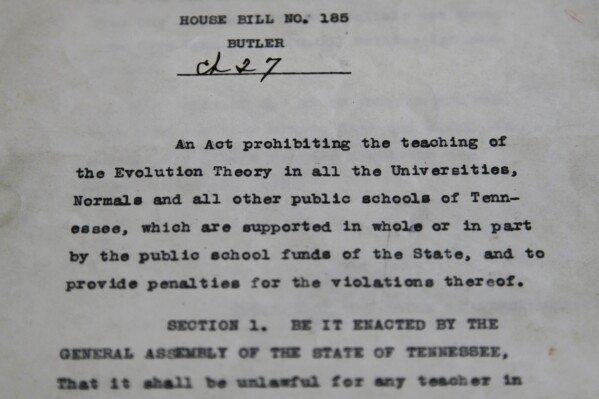 HOUSE BILL NO. 185
BUTLER
ch 27
An Act prohibiting the teaching of
the Evolution Theory in all the Universities,
Normals and all other public schools of Tenn-
essee, which are supported in whole or in part
by the public school funds of the State, and to
provide penalties for the violations thereof.
SECTION 1. BE IT ENACTED BY THE
GENERAL ASSEMBLY OF THE STATE OF TENNESSEE,
That it shall be unlawful for any teacher in